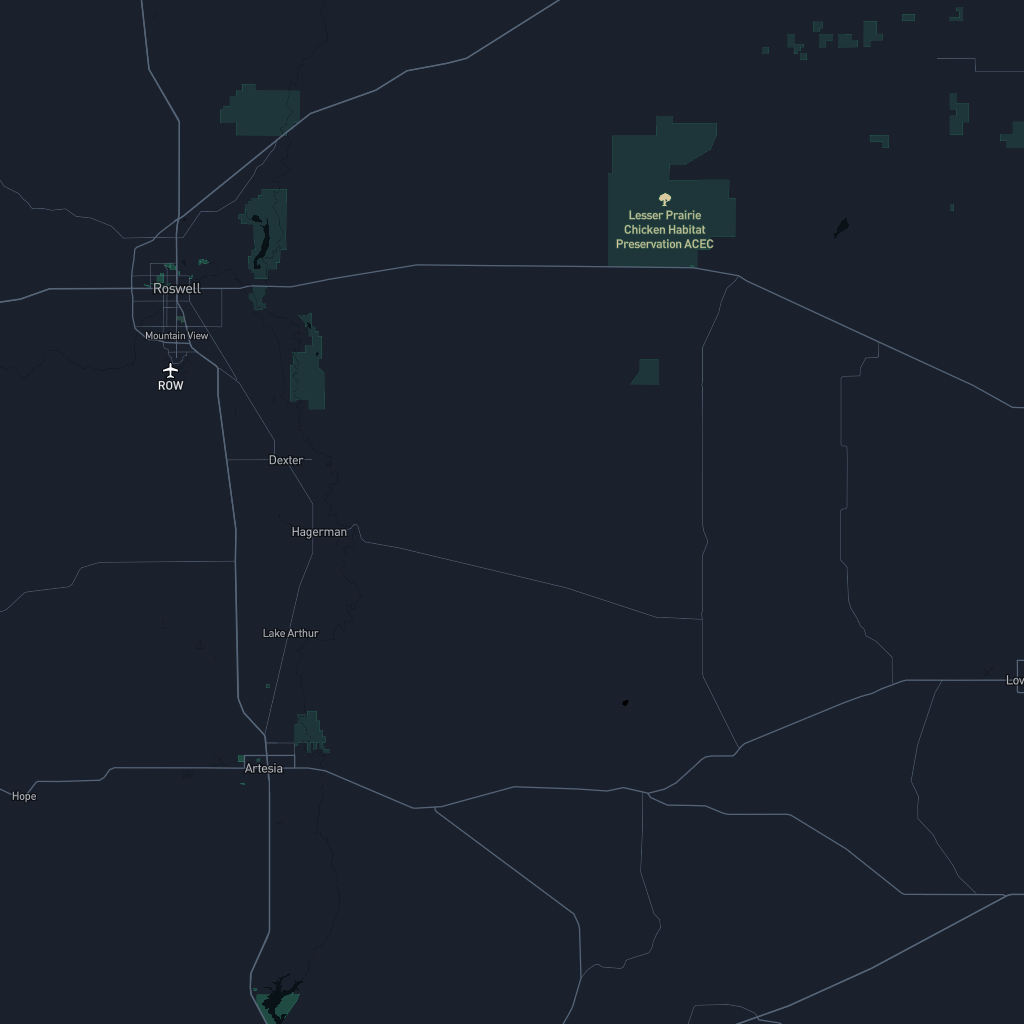 Lesser Prairie
Chicken Habitat
Preservation ACEC
Roswell
Mountain View
ROW
Dexter
Hagerman
Lake Arthur
Artesia
Hope